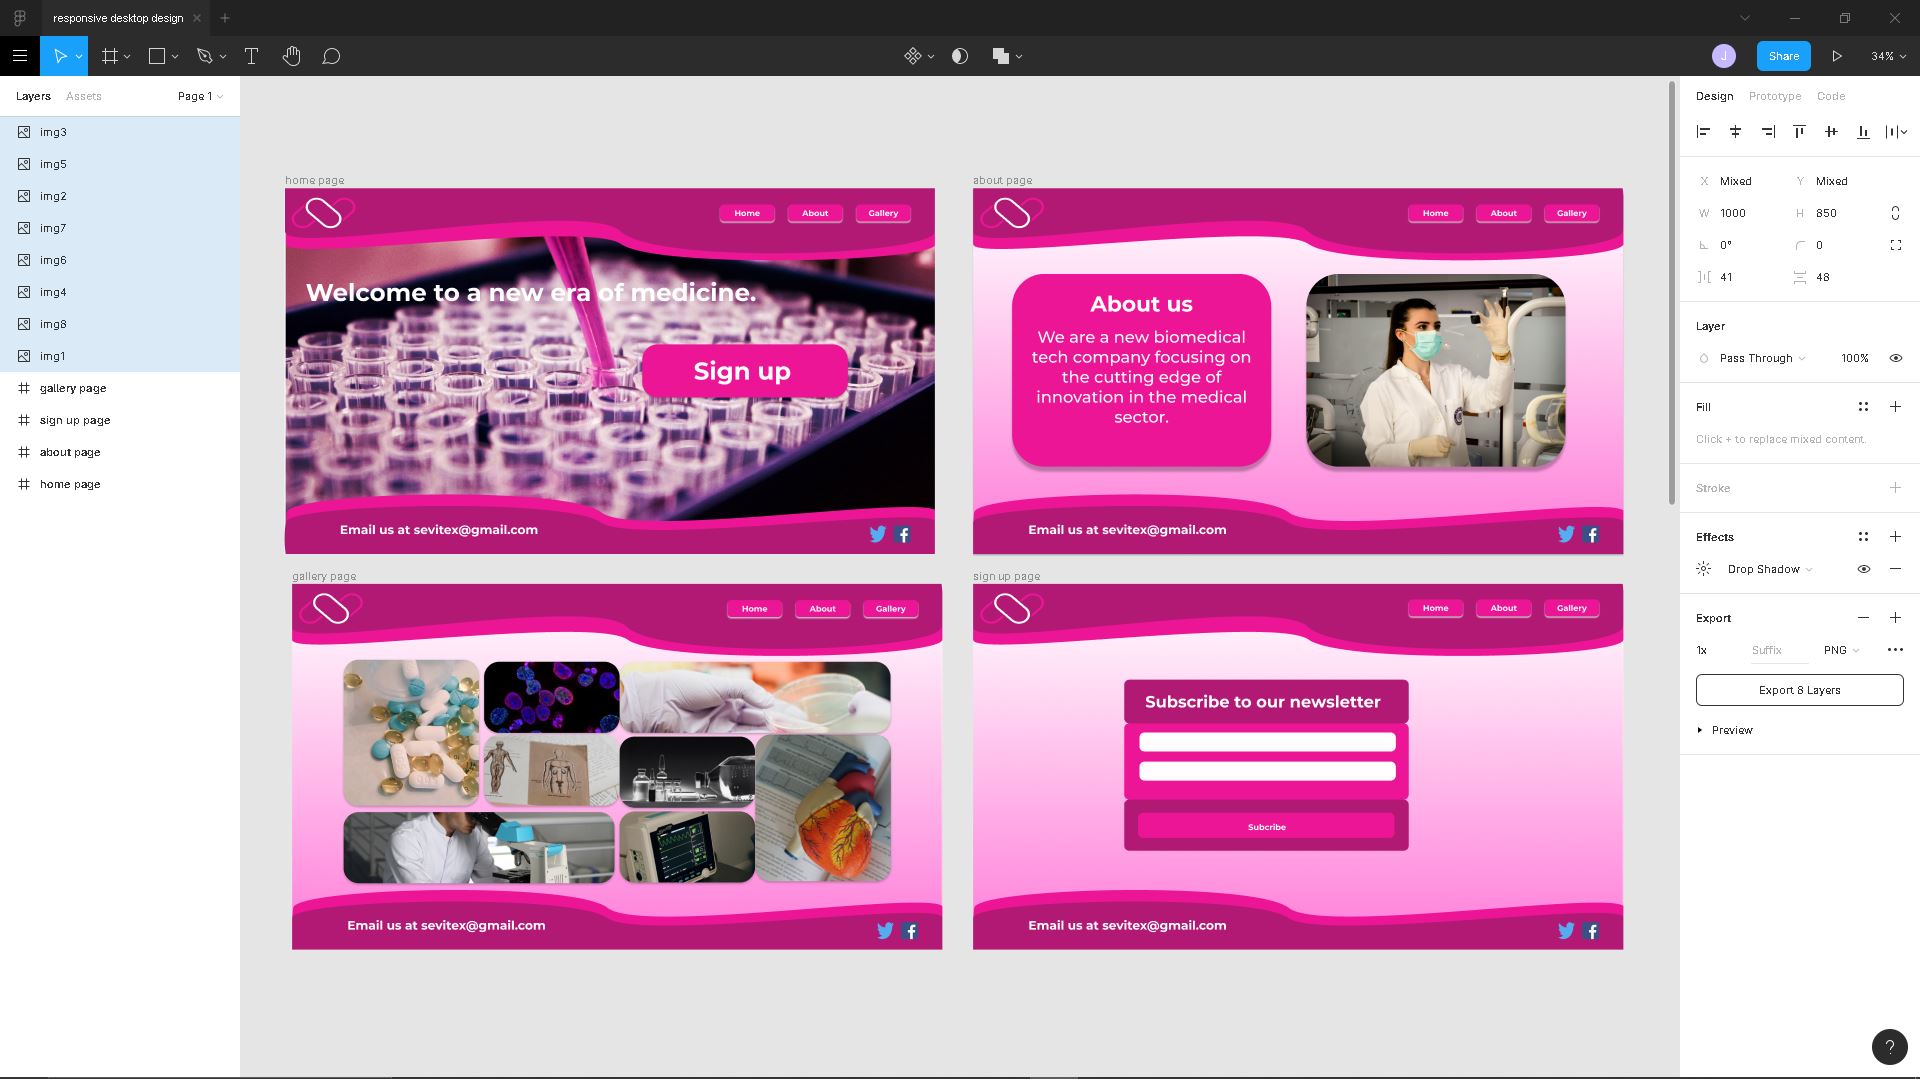 responsive desktop design
J
Share
34%
Layers
Assets
Page 1
Design
Prototype
Code
img3
img5
img2
img7
img6
img4
img8
img1
gallery page
sign up page
about page
home page
home page
Home
About
Gallery
Welcome to a new era of medicine.
Sign up
Email us at sevitex@gmail.com
about page
Home
About
Gallery
About us
We are a new biomedical
tech company focusing on
the cutting edge of
innovation in the medical
sector.
Email us at sevitex@gmail.com
gallery page
Home
About
Gallery
Email us at sevitex@gmail.com
sign up page
Home
About
Gallery
Subscribe to our newsletter
Subcribe
Email us at sevitex@gmail.com
X Mixed
Y Mixed
W 1000
H 850
0°
0
41
48
Layer
Pass Through
100%
Fill
Click + to replace mixed content.
Stroke
Effects
Drop Shadow
Export
1x
Suffix
PNG
Export 8 Layers
Preview
?